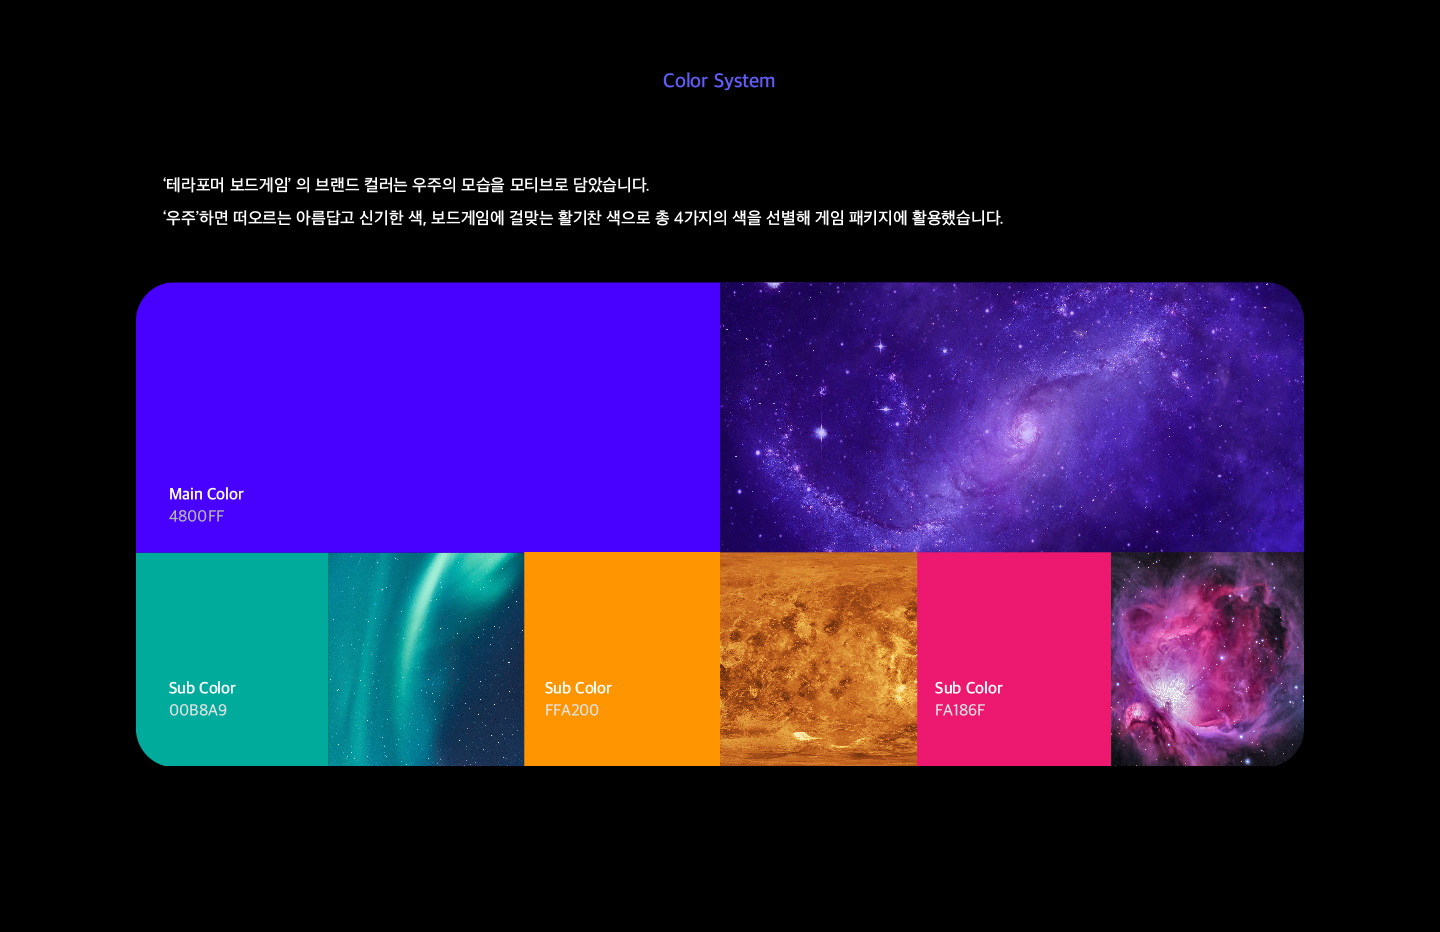 Color System
‘테라포머 보드게임’ 의 브랜드 컬러는 우주의 모습을 모티브로 담았습니다.
‘우주’하면 떠오르는 아름답고 신기한 색, 보드게임에 걸맞는 활기찬 색으로 총 4가지의 색을 선별해 게임 패키지에 활용했습니다.
Main Color
4800FF
Sub Color
00B8A9
Sub Color
FFA200
Sub Color
FA186F